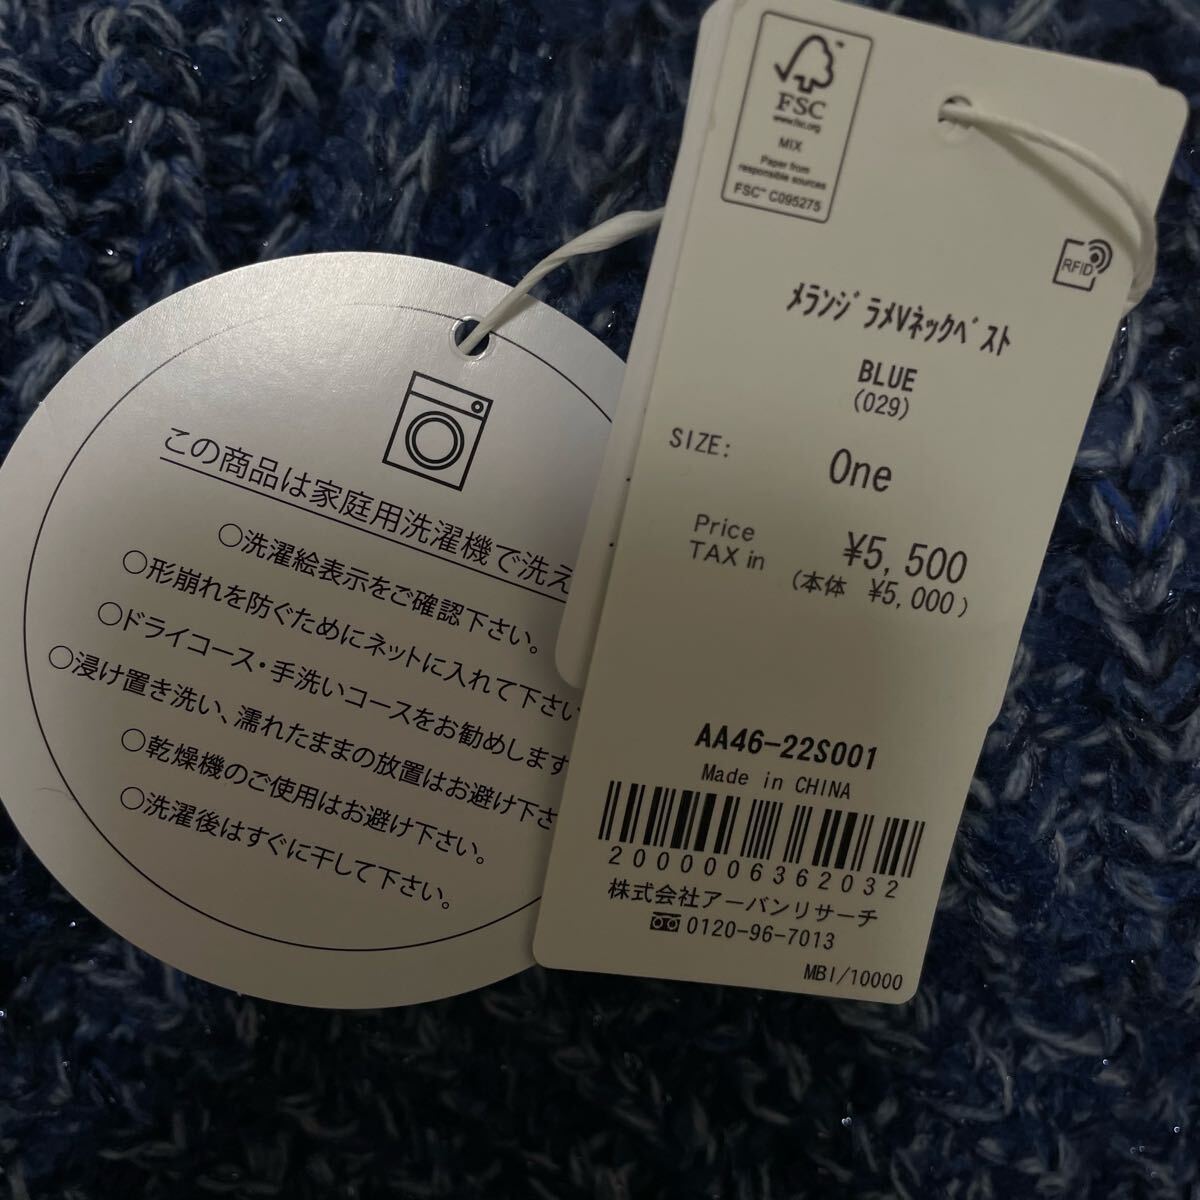 FSC
www.fsc.org
MIX
Paper from
responsible sources
FSC™ C095275
RFID
ﾒﾗﾝｼﾞﾗﾒVﾈｯｸﾍﾞｽﾄ
BLUE
(029)
SIZE: One
Price
TAX in ¥5,500
(本体 ¥5,000)
AA46-22S001
Made in CHINA
2000006362032
株式会社アーバンリサーチ
0120-96-7013
MBI/10000
この商品は家庭用洗濯機で洗え
○洗濯絵表示をご確認下さい。
○形崩れを防ぐためにネットに入れて下さい
○ドライコース・手洗いコースをお勧めします
○浸け置き洗い、濡れたままの放置はお避け下さ
○乾燥機のご使用はお避け下さい。
○洗濯後はすぐに干して下さい。